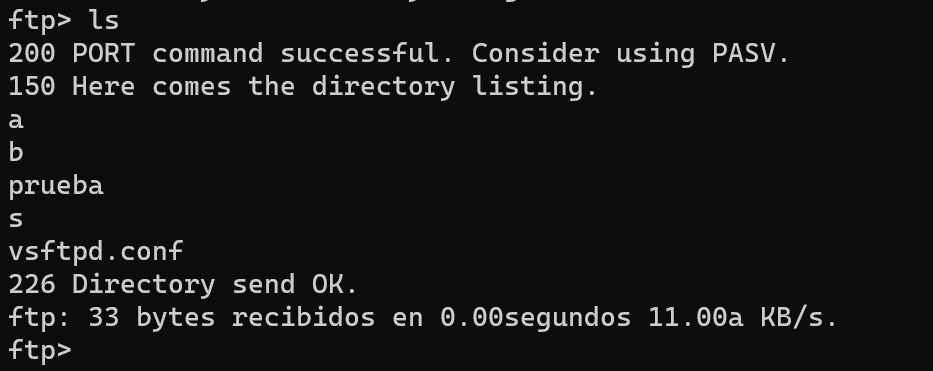 ftp> ls
200 PORT command successful. Consider using PASV.
150 Here comes the directory listing.
a
b
prueba
s
vsftpd.conf
226 Directory send OK.
ftp: 33 bytes recibidos en 0.00segundos 11.00a KB/s.
ftp>